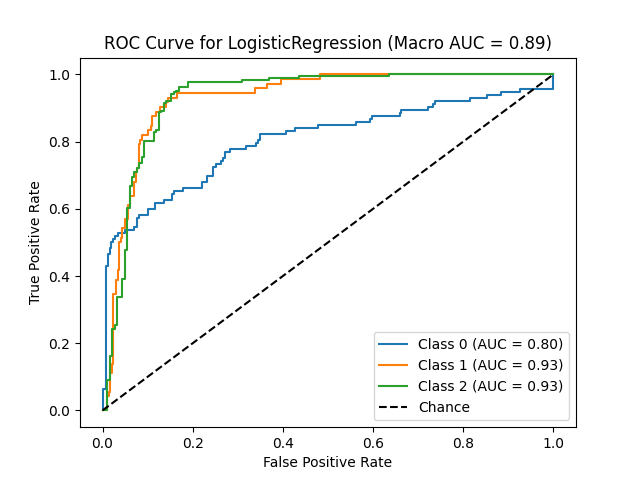 ROC Curve for LogisticRegression (Macro AUC = 0.89)
1.0
0.8
0.6
0.4
0.2
0.0
True Positive Rate
0.0 0.2 0.4 0.6 0.8 1.0
False Positive Rate
Class 0 (AUC = 0.80)
Class 1 (AUC = 0.93)
Class 2 (AUC = 0.93)
Chance